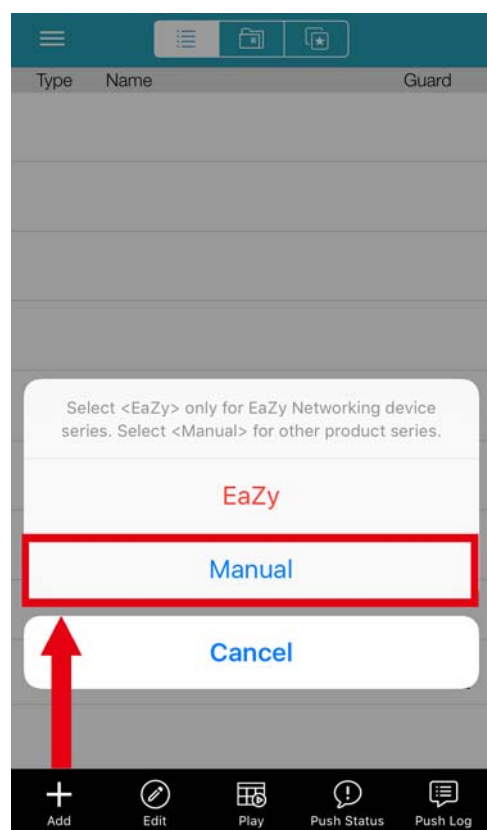 Type Name Guard
Select <EaZy> only for EaZy Networking device
series. Select <Manual> for other product series.
EaZy
Manual
Cancel
Add Edit Play Push Status Push Log